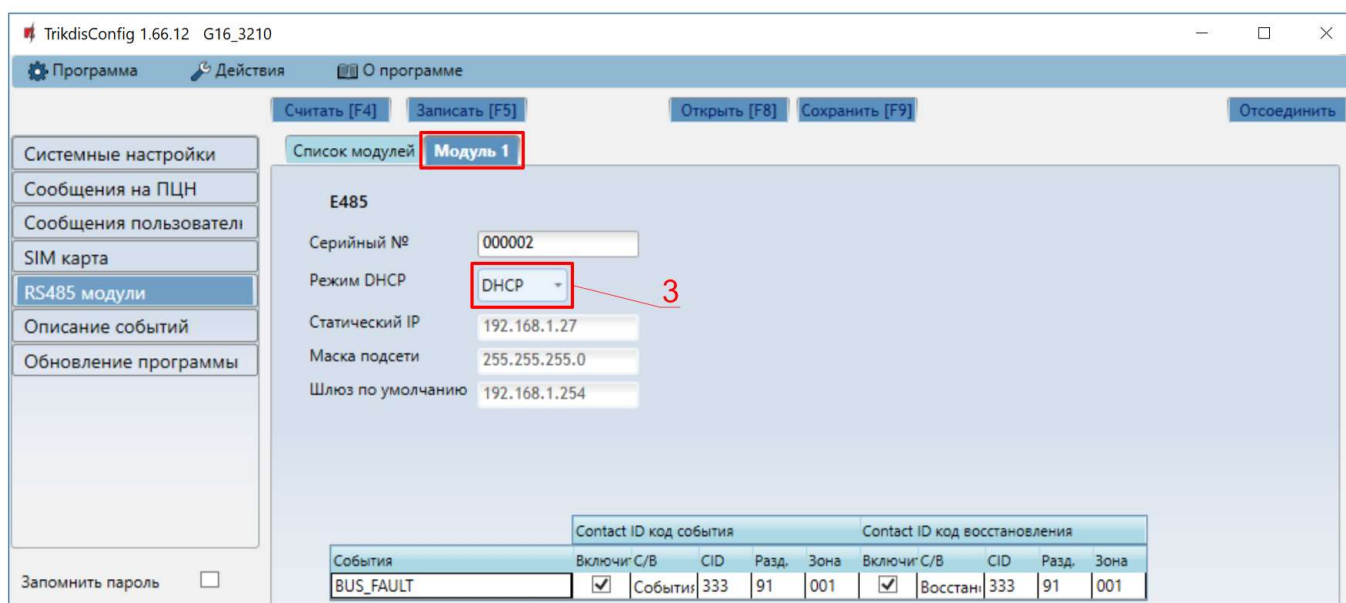 TrikdisConfig 1.66.12 G16_3210
Программа Действия О программе
Считать [F4] Записать [F5] Открыть [F8] Сохранить [F9] Отсоединить
Системные настройки
Сообщения на ПЦН
Сообщения пользовател
SIM карта
RS485 модули
Описание событий
Обновление программы
Запомнить пароль
Список модулей Модуль 1
E485
Серийный № 000002
Режим DHCP DHCP 3
Статический IP 192.168.1.27
Маска подсети 255.255.255.0
Шлюз по умолчанию 192.168.1.254
Contact ID код события Contact ID код восстановления
События Включит С/В CID Разд. Зона Включит С/В CID Разд. Зона
BUS_FAULT События 333 91 001 Восстан 333 91 001